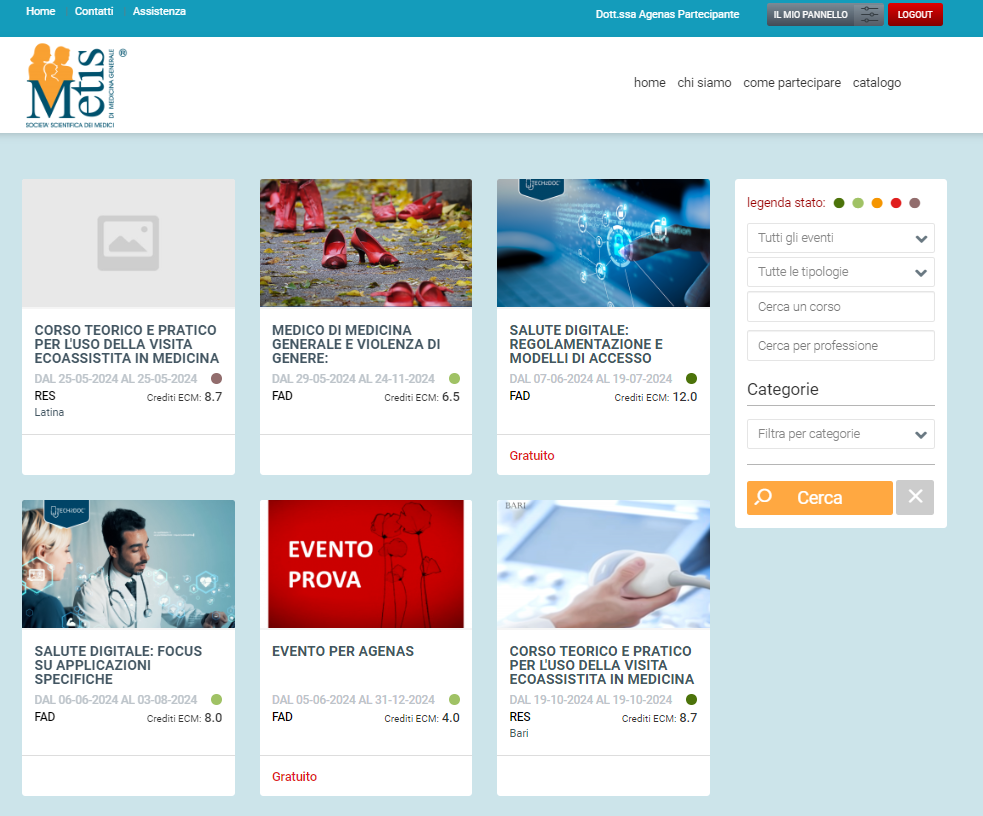 Home Contatti Assistenza
Dott.ssa Agenas Partecipante
IL MIO PANNELLO
LOGOUT
Metis ®
DI MEDICINA GENERALE
SOCIETA' SCIENTIFICA DEI MEDICI
home chi siamo come partecipare catalogo
CORSO TEORICO E PRATICO
PER L'USO DELLA VISITA
ECOASSISTITA IN MEDICINA
DAL 25-05-2024 AL 25-05-2024
RES Crediti ECM: 8.7
Latina
MEDICO DI MEDICINA
GENERALE E VIOLENZA DI
GENERE:
DAL 29-05-2024 AL 24-11-2024
FAD Crediti ECM: 6.5
TECH2DOC
SALUTE DIGITALE:
REGOLAMENTAZIONE E
MODELLI DI ACCESSO
DAL 07-06-2024 AL 19-07-2024
FAD Crediti ECM: 12.0
Gratuito
legenda stato:
Tutti gli eventi
Tutte le tipologie
Cerca un corso
Cerca per professione
Categorie
Filtra per categorie
Cerca
TECH2DOC
SALUTE DIGITALE: FOCUS
SU APPLICAZIONI
SPECIFICHE
DAL 06-06-2024 AL 03-08-2024
FAD Crediti ECM: 8.0
EVENTO
PROVA
EVENTO PER AGENAS
DAL 05-06-2024 AL 31-12-2024
FAD Crediti ECM: 4.0
Gratuito
BARI
CORSO TEORICO E PRATICO
PER L'USO DELLA VISITA
ECOASSISTITA IN MEDICINA
DAL 19-10-2024 AL 19-10-2024
RES Crediti ECM: 8.7
Bari